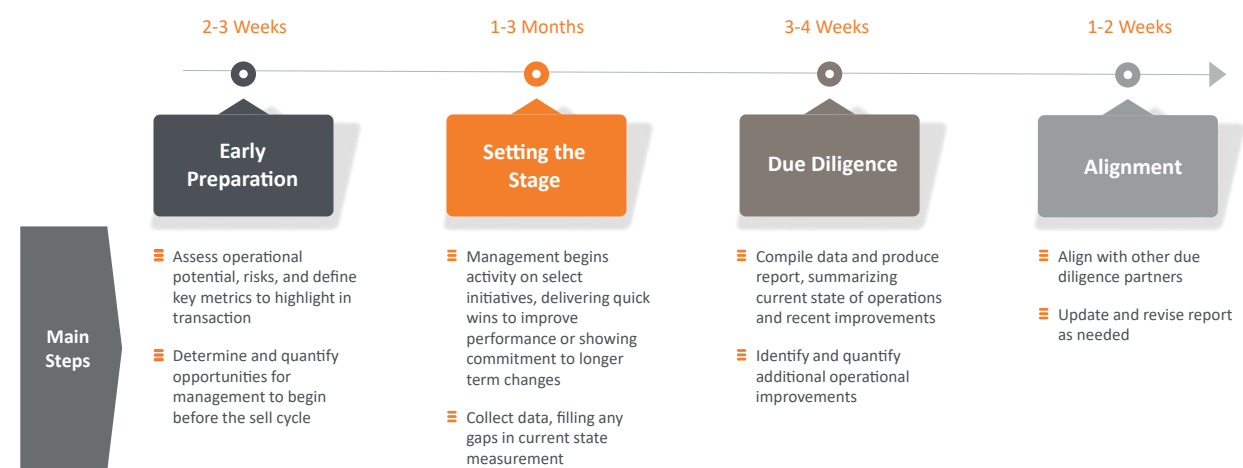 2-3 Weeks
1-3 Months
3-4 Weeks
1-2 Weeks
Early
Preparation
Setting the
Stage
Due Diligence
Alignment
Main
Steps
Assess operational
potential, risks, and define
key metrics to highlight in
transaction
Determine and quantify
opportunities for
management to begin
before the sell cycle
Management begins
activity on select
initiatives, delivering quick
wins to improve
performance or showing
commitment to longer
term changes
Collect data, filling any
gaps in current state
measurement
Compile data and produce
report, summarizing
current state of operations
and recent improvements
Identify and quantify
additional operational
improvements
Align with other due
diligence partners
Update and revise report
as needed